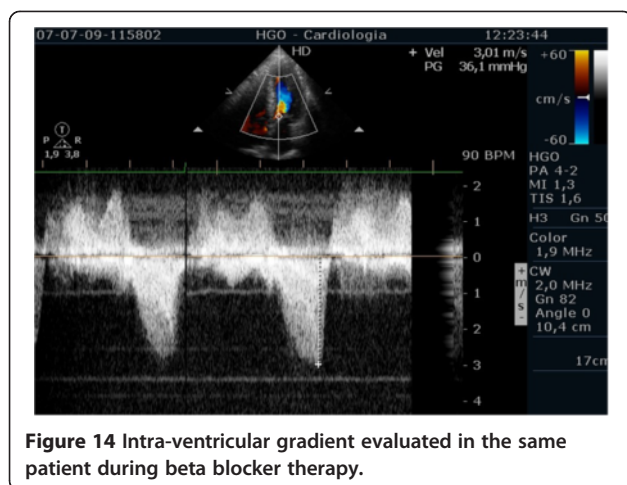 07-07-09-115802 HGO - Cardiologia 12:23:44
HD + Vel 3,01 m/s +60
PG 36,1 mmHg
cm/s
T
P R -60
1,9 3,8
90 BPM HGO
PA 4-2
MI 1,3
TIS 1,6
- 2
H3 Gn 50
- 1
Color
1,9 MHz
- 0
CW
2,0 MHz
+ m / s -
- 1
Gn 82
Angle 0
- 2
10,4 cm
- 3
17cm
- 4
Figure 14 Intra-ventricular gradient evaluated in the same
patient during beta blocker therapy.